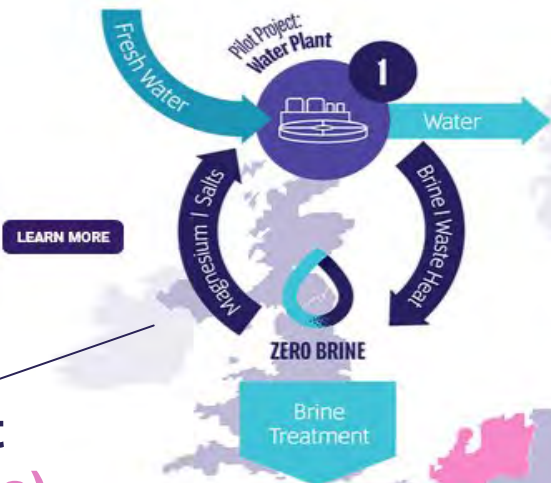 Fresh Water
Pilot Project:
Water Plant
1
Water
Magnesium | Salts
Brine | Waste Heat
LEARN MORE
ZERO BRINE
Brine
Treatment